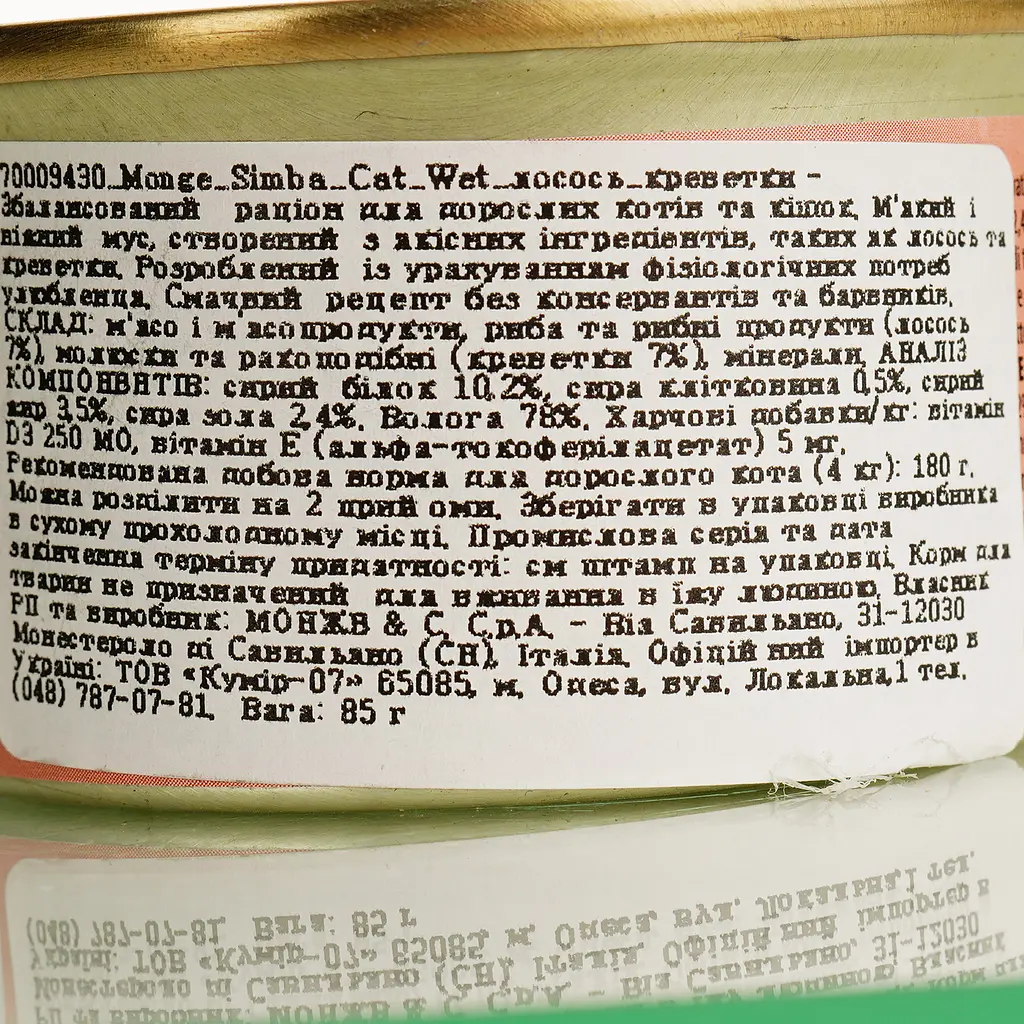 70009430_Monge_Simba_Cat_Wet_лосось_креветки -
Збалансований раціон для дорослих котів та кішок. М'який і
ніжний мус, створений з якісних інгредієнтів, таких як лосось та
креветки. Розроблений із урахуванням фізіологічних потреб
улюбленця. Смачний рецепт без консервантів та барвників.
СКЛАД: м'ясо і м'ясопродукти, риба та рибні продукти (лосось
7%), молюски та ракоподібні (креветки 7%), мінерали. АНАЛІЗ
КОМПОНЕНТІВ: сирий білок 10,2%, сира клітковина 0,5%, сирий
жир 3,5%, сира зола 2,4%. Волога 78%. Харчові добавки/кг: вітамін
D3 250 МО, вітамін Е (альфа-токоферілацетат) 5 мг.
Рекомендована добова норма для дорослого кота (4 кг): 180 г.
Можна розділити на 2 прийоми. Зберігати в упаковці виробника
в сухому прохолодному місці. Промислова серія та дата
закінчення терміну придатності: см штамп на упаковці. Корм для
тварин не призначений для вживання в їжу людиною. Власник
РП та виробник: МОНЖЕ & С. С.р.А. - Віа Савильяно, 31-12030
Монестероло ді Савильяно (СН). Італія. Офіційний імпортер в
Україні: ТОВ «Кумір-07» 65085, м. Одеса, вул. Локальна,1 тел.
(048) 787-07-81. Вага: 85 г